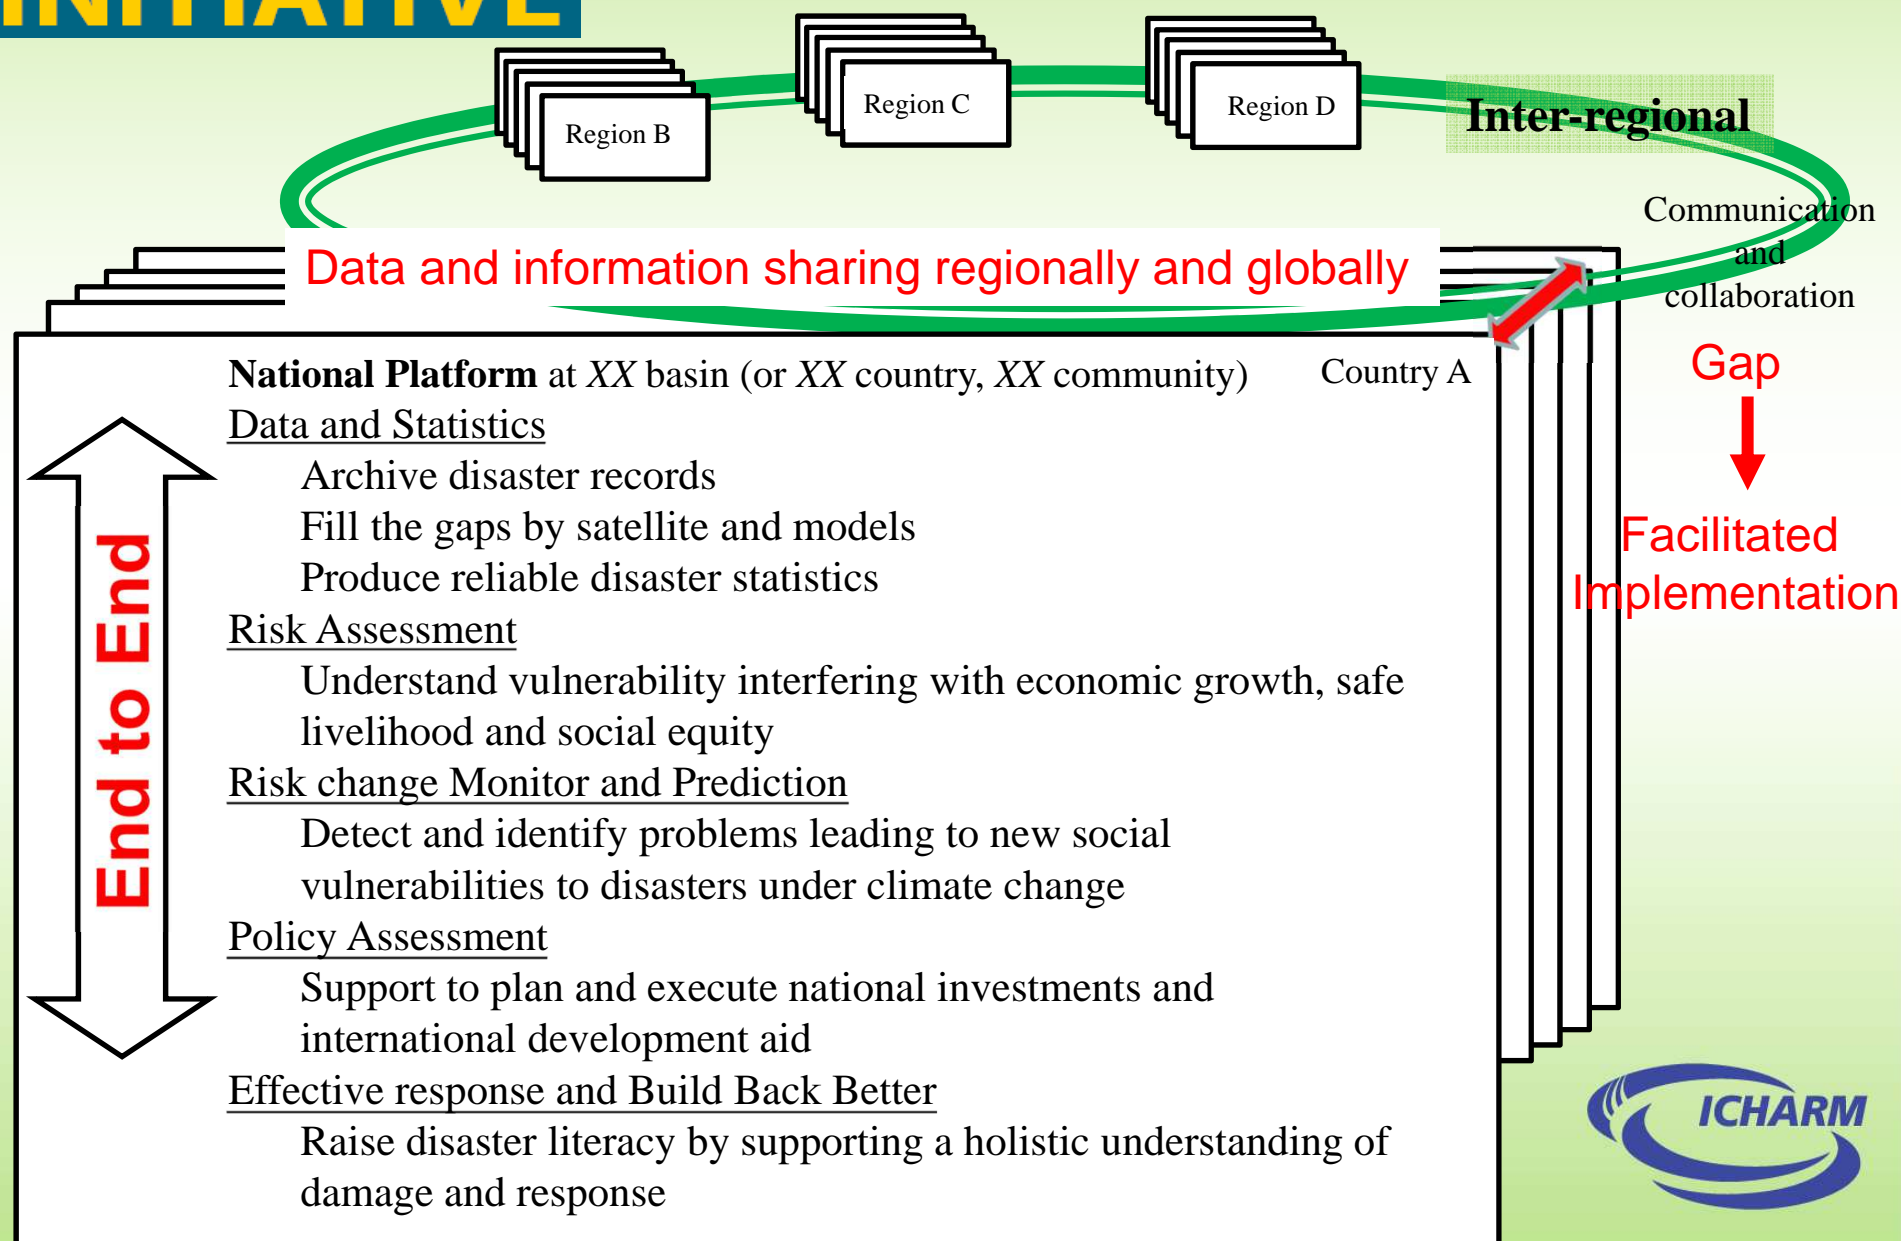 INITIATIVE
Region B
Region C
Region D
Inter-regional
Communication
and
collaboration
Data and information sharing regionally and globally
Gap
Facilitated
Implementation
National Platform at XX basin (or XX country, XX community)
Country A
End to End
Data and Statistics
Archive disaster records
Fill the gaps by satellite and models
Produce reliable disaster statistics
Risk Assessment
Understand vulnerability interfering with economic growth, safe
livelihood and social equity
Risk change Monitor and Prediction
Detect and identify problems leading to new social
vulnerabilities to disasters under climate change
Policy Assessment
Support to plan and execute national investments and
international development aid
Effective response and Build Back Better
Raise disaster literacy by supporting a holistic understanding of
damage and response
ICHARM